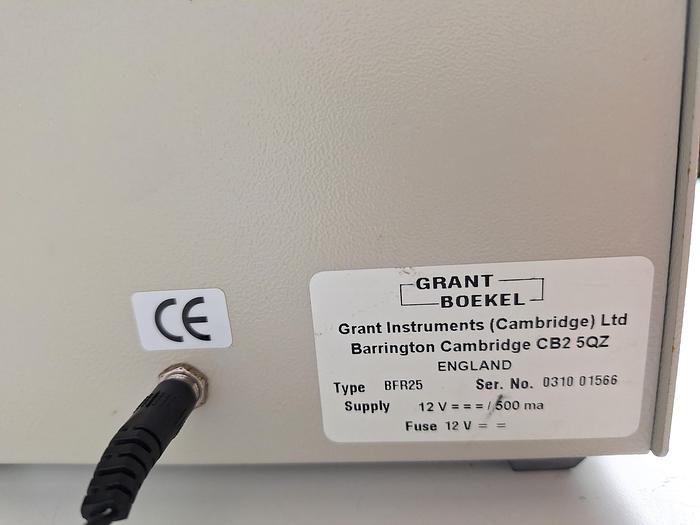 CE
GRANT
BOEKEL
Grant Instruments (Cambridge) Ltd
Barrington Cambridge CB2 5QZ
ENGLAND
Type BFR25 Ser. No. 0310 01566
Supply 12 V = = = / 500 ma
Fuse 12 V = =